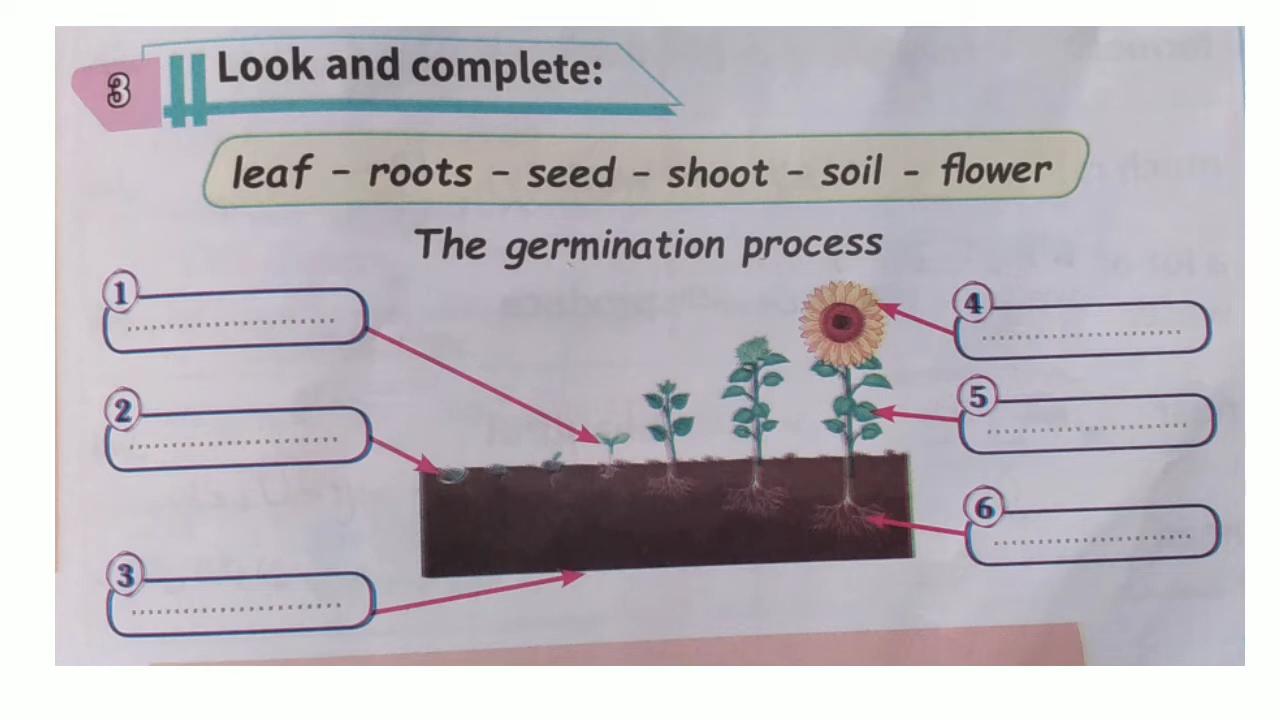 3
Look and complete:
leaf - roots - seed - shoot - soil - flower
The germination process
1 ........................
2 ........................
3 ........................
4 ........................
5 ........................
6 ........................